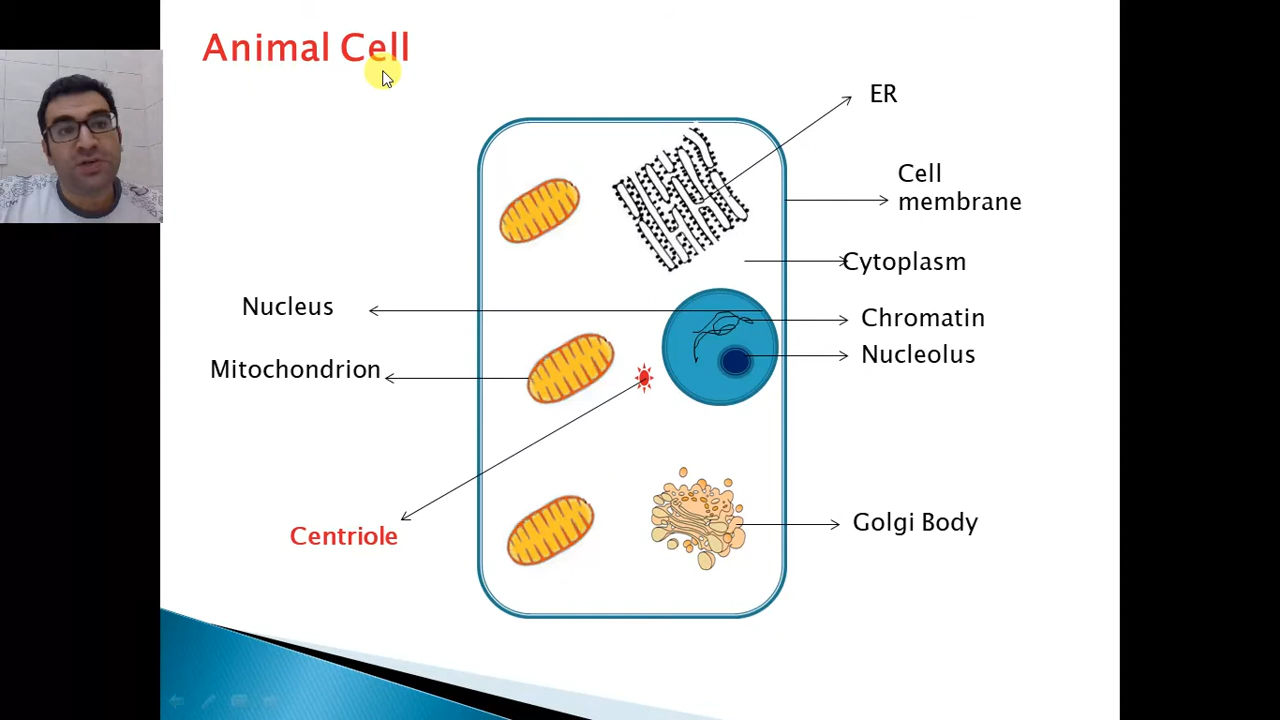 Animal Cell
ER
Cell
membrane
Cytoplasm
Nucleus
Chromatin
Nucleolus
Mitochondrion
Golgi Body
Centriole